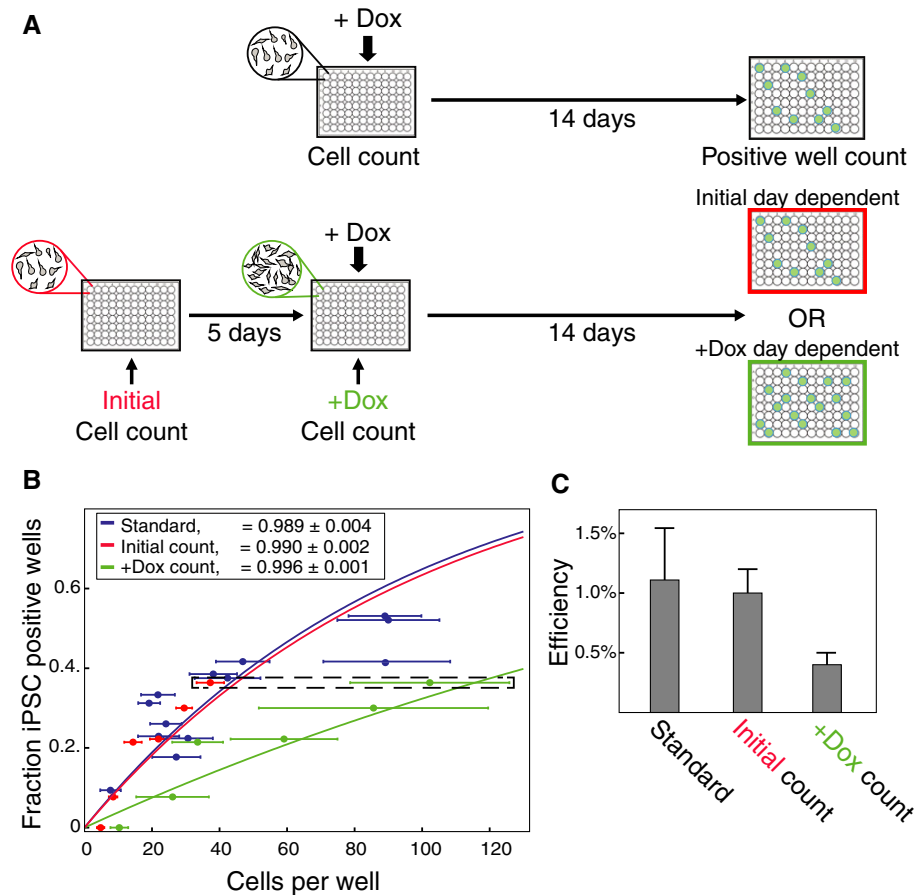 A
+ Dox
Cell count
14 days
Positive well count
Initial day dependent
+ Dox
5 days
14 days
OR
+Dox day dependent
Initial
Cell count
+Dox
Cell count
B
Fraction iPSC positive wells
0.6
0.4
0.2
0
Standard, = 0.989 ± 0.004
Initial count, = 0.990 ± 0.002
+Dox count, = 0.996 ± 0.001
0 20 40 60 80 100 120
Cells per well
C
Efficiency
1.5%
1.0%
0.5%
Standard
Initial count
+Dox count